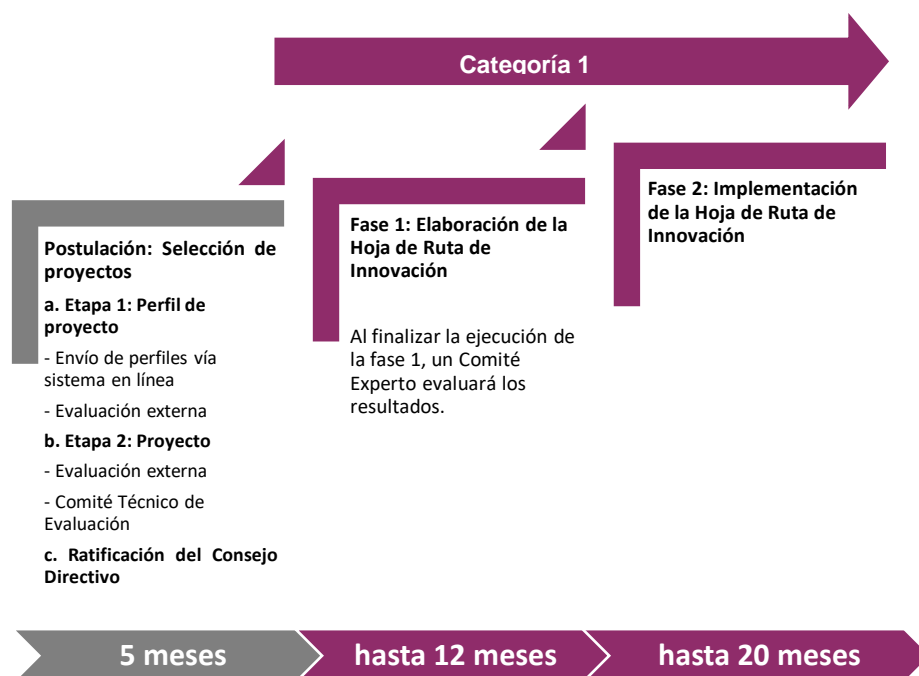 Categoría 1
Postulación: Selección de
proyectos
a. Etapa 1: Perfil de
proyecto
- Envío de perfiles vía
sistema en línea
- Evaluación externa
b. Etapa 2: Proyecto
- Evaluación externa
- Comité Técnico de
Evaluación
c. Ratificación del Consejo
Directivo
Fase 1: Elaboración de la
Hoja de Ruta de
Innovación
Al finalizar la ejecución de
la fase 1, un Comité
Experto evaluará los
resultados.
Fase 2: Implementación
de la Hoja de Ruta de
Innovación
5 meses
hasta 12 meses
hasta 20 meses